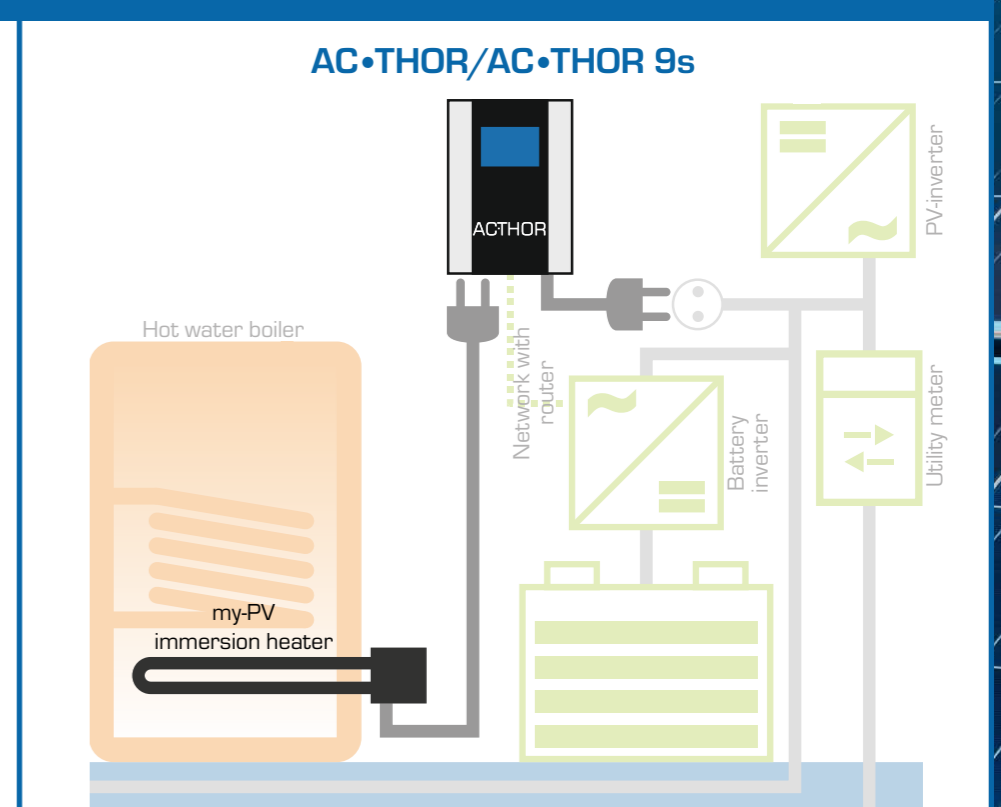 AC•THOR/AC•THOR 9s
ACTHOR
PV-inverter
Hot water boiler
Network with
router
Battery
inverter
Utility meter
my-PV
immersion heater